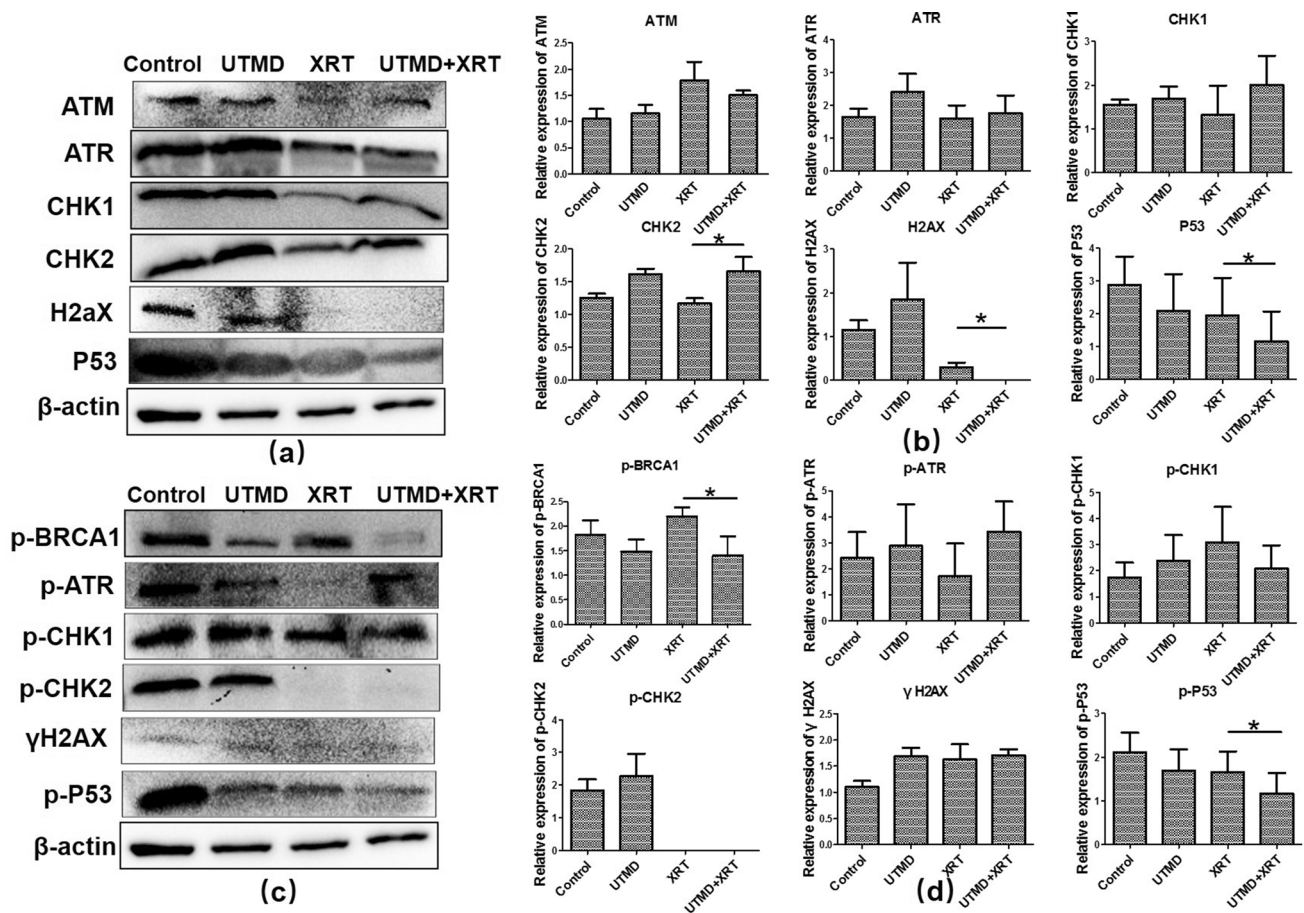 Control UTMD XRT UTMD+XRT
ATM
ATR
CHK1
CHK2
H2aX
P53
β-actin
(a)
ATM
Relative expression of ATM
2.5
2.0
1.5
1.0
0.5
0.0
Control UTMD XRT UTMD+XRT
ATR
Relative expression of ATR
4
3
2
1
0
Control UTMD XRT UTMD+XRT
CHK1
Relative expression of CHK1
3
2
1
0
Control UTMD XRT UTMD+XRT
CHK2
Relative expression of CHK2
2.0
1.5
1.0
0.5
0.0
*
Control UTMD XRT UTMD+XRT
H2AX
Relative expression of H2AX
3
2
1
0
*
Control UTMD XRT UTMD+XRT
P53
Relative expression of P53
4
3
2
1
0
*
Control UTMD XRT UTMD+XRT
(b)
Control UTMD XRT UTMD+XRT
p-BRCA1
p-ATR
p-CHK1
p-CHK2
γH2AX
p-P53
β-actin
(c)
p-BRCA1
Relative expression of p-BRCA1
2.5
2.0
1.5
1.0
0.5
0.0
*
Control UTMD XRT UTMD+XRT
p-ATR
Relative expression of p-ATR
5
4
3
2
1
0
Control UTMD XRT UTMD+XRT
p-CHK1
Relative expression of p-CHK1
5
4
3
2
1
0
Control UTMD XRT UTMD+XRT
p-CHK2
Relative expression of p-CHK2
4
3
2
1
0
Control UTMD XRT UTMD+XRT
γ H2AX
Relative expression of γ H2AX
2.5
2.0
1.5
1.0
0.5
0.0
Control UTMD XRT UTMD+XRT
p-P53
Relative expression of p-P53
3
2
1
0
*
Control UTMD XRT UTMD+XRT
(d)